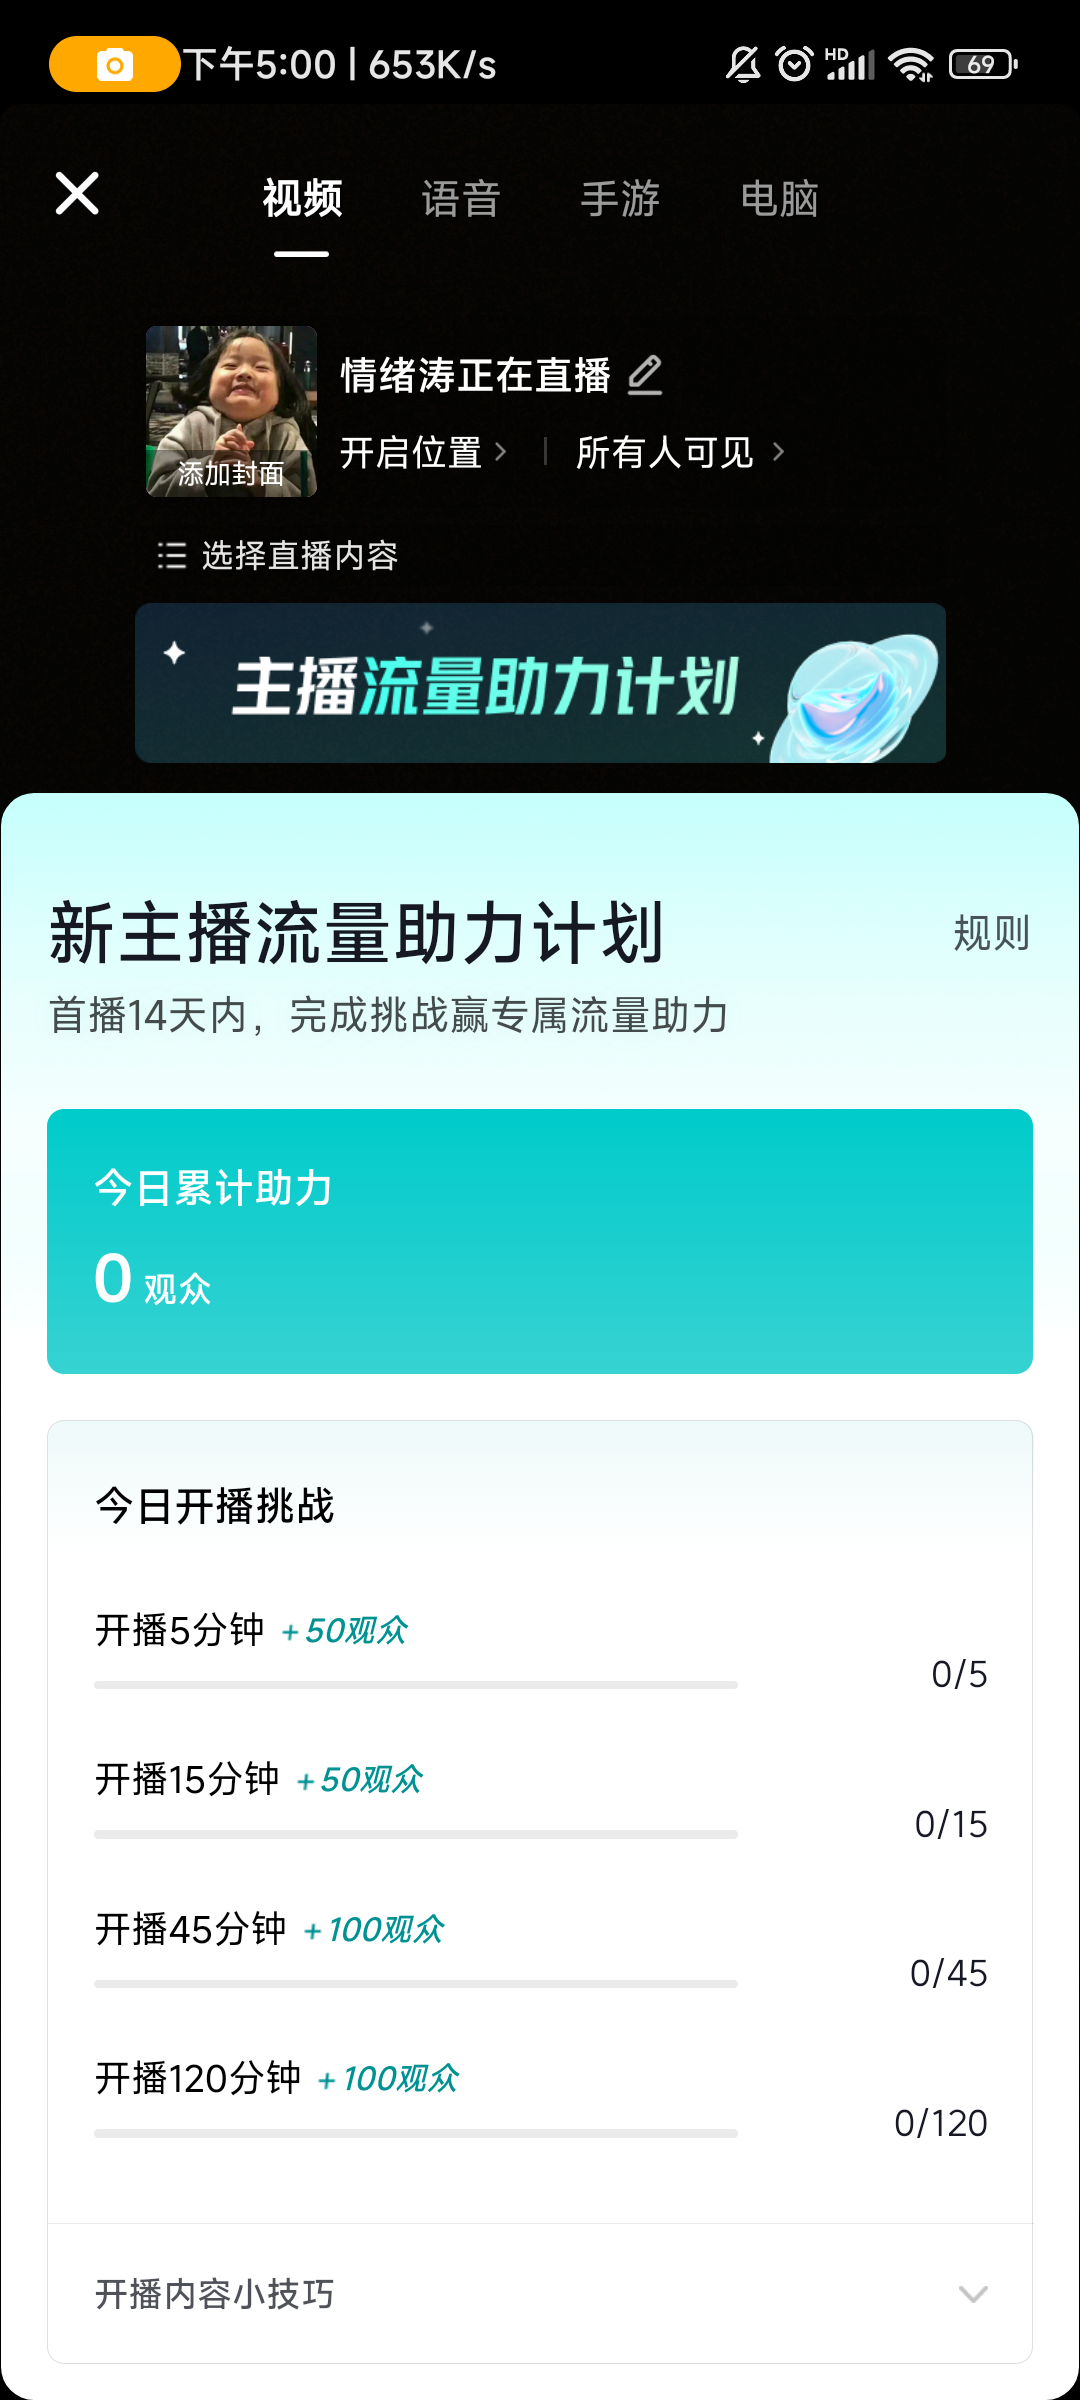 下午5:00 | 653K/s
HD
69
视频 语音 手游 电脑
情绪涛正在直播
开启位置 所有人可见
添加封面
选择直播内容
主播流量助力计划
新主播流量助力计划
规则
首播14天内，完成挑战赢专属流量助力
今日累计助力
0 观众
今日开播挑战
开播5分钟 +50观众
0/5
开播15分钟 +50观众
0/15
开播45分钟 +100观众
0/45
开播120分钟 +100观众
0/120
开播内容小技巧